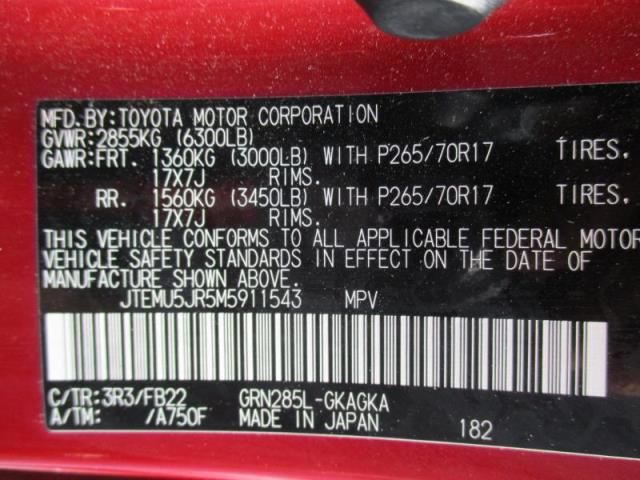 MFD.BY:TOYOTA MOTOR CORPORATION
GVWR:2855KG (6300LB)
GAWR:FRT. 1360KG (3000LB) WITH P265/70R17 TIRES,
17X7J RIMS.
RR. 1560KG (3450LB) WITH P265/70R17 TIRES,
17X7J RIMS.
THIS VEHICLE CONFORMS TO ALL APPLICABLE FEDERAL MOTOR
VEHICLE SAFETY STANDARDS IN EFFECT ON THE DATE OF
MANUFACTURE SHOWN ABOVE.
JTEMU5JR5M5911543 MPV
C/TR:3R3/FB22 GRN285L-GKAGKA
A/TM: /A750F MADE IN JAPAN 182